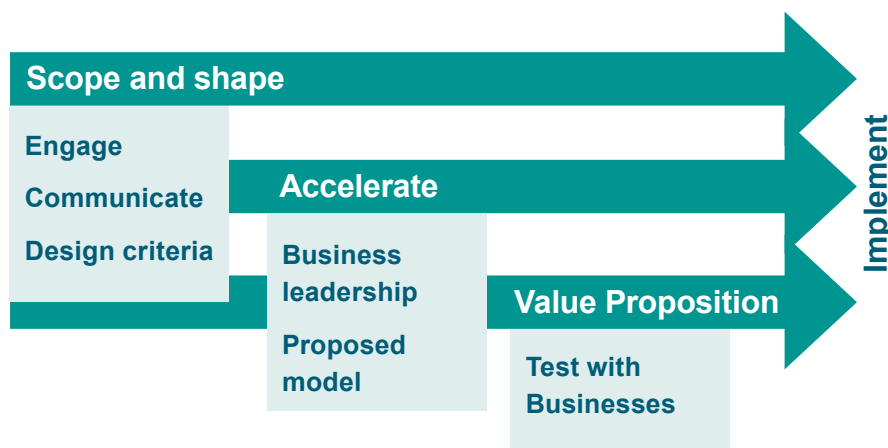 Scope and shape
Engage
Communicate
Design criteria
Accelerate
Business
leadership
Proposed
model
Value Proposition
Test with
Businesses
Implement